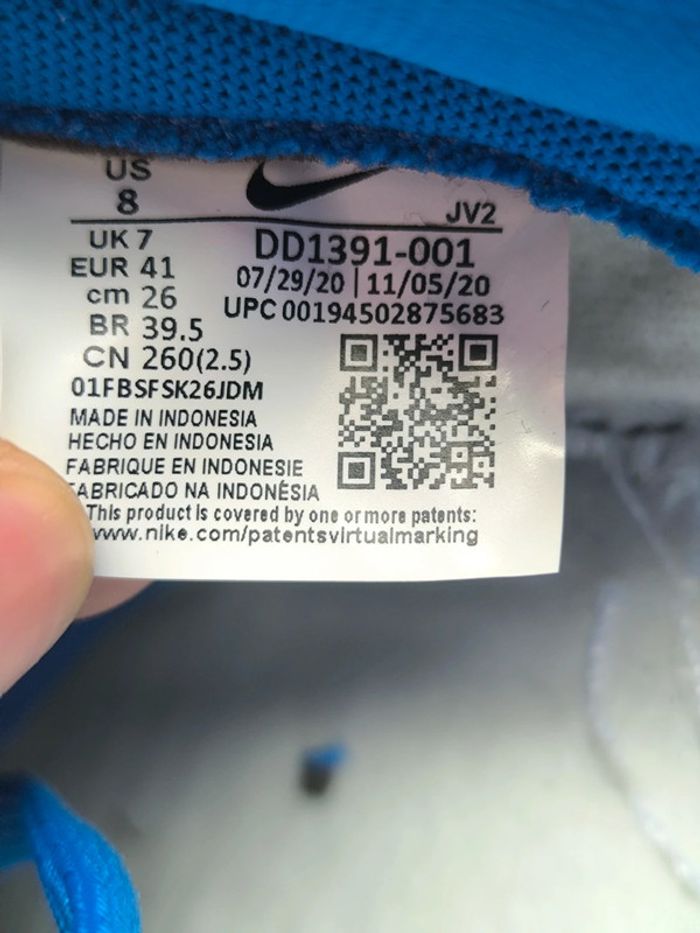 US
8
JV2
UK 7
EUR 41
cm 26
BR 39.5
CN 260(2.5)
DD1391-001
07/29/20 | 11/05/20
UPC 00194502875683
01FBSFSK26JDM
MADE IN INDONESIA
HECHO EN INDONESIA
FABRIQUE EN INDONESIE
FABRICADO NA INDONÉSIA
This product is covered by one or more patents:
www.nike.com/patentsvirtualmarking